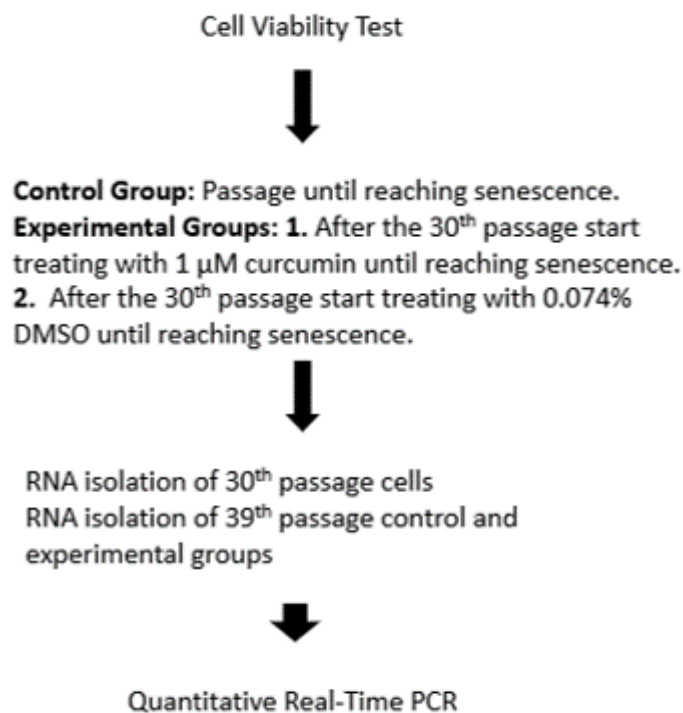 Cell Viability Test
Control Group: Passage until reaching senescence.
Experimental Groups: 1. After the 30th passage start
treating with 1 µM curcumin until reaching senescence.
2. After the 30th passage start treating with 0.074%
DMSO until reaching senescence.
RNA isolation of 30th passage cells
RNA isolation of 39th passage control and
experimental groups
Quantitative Real-Time PCR